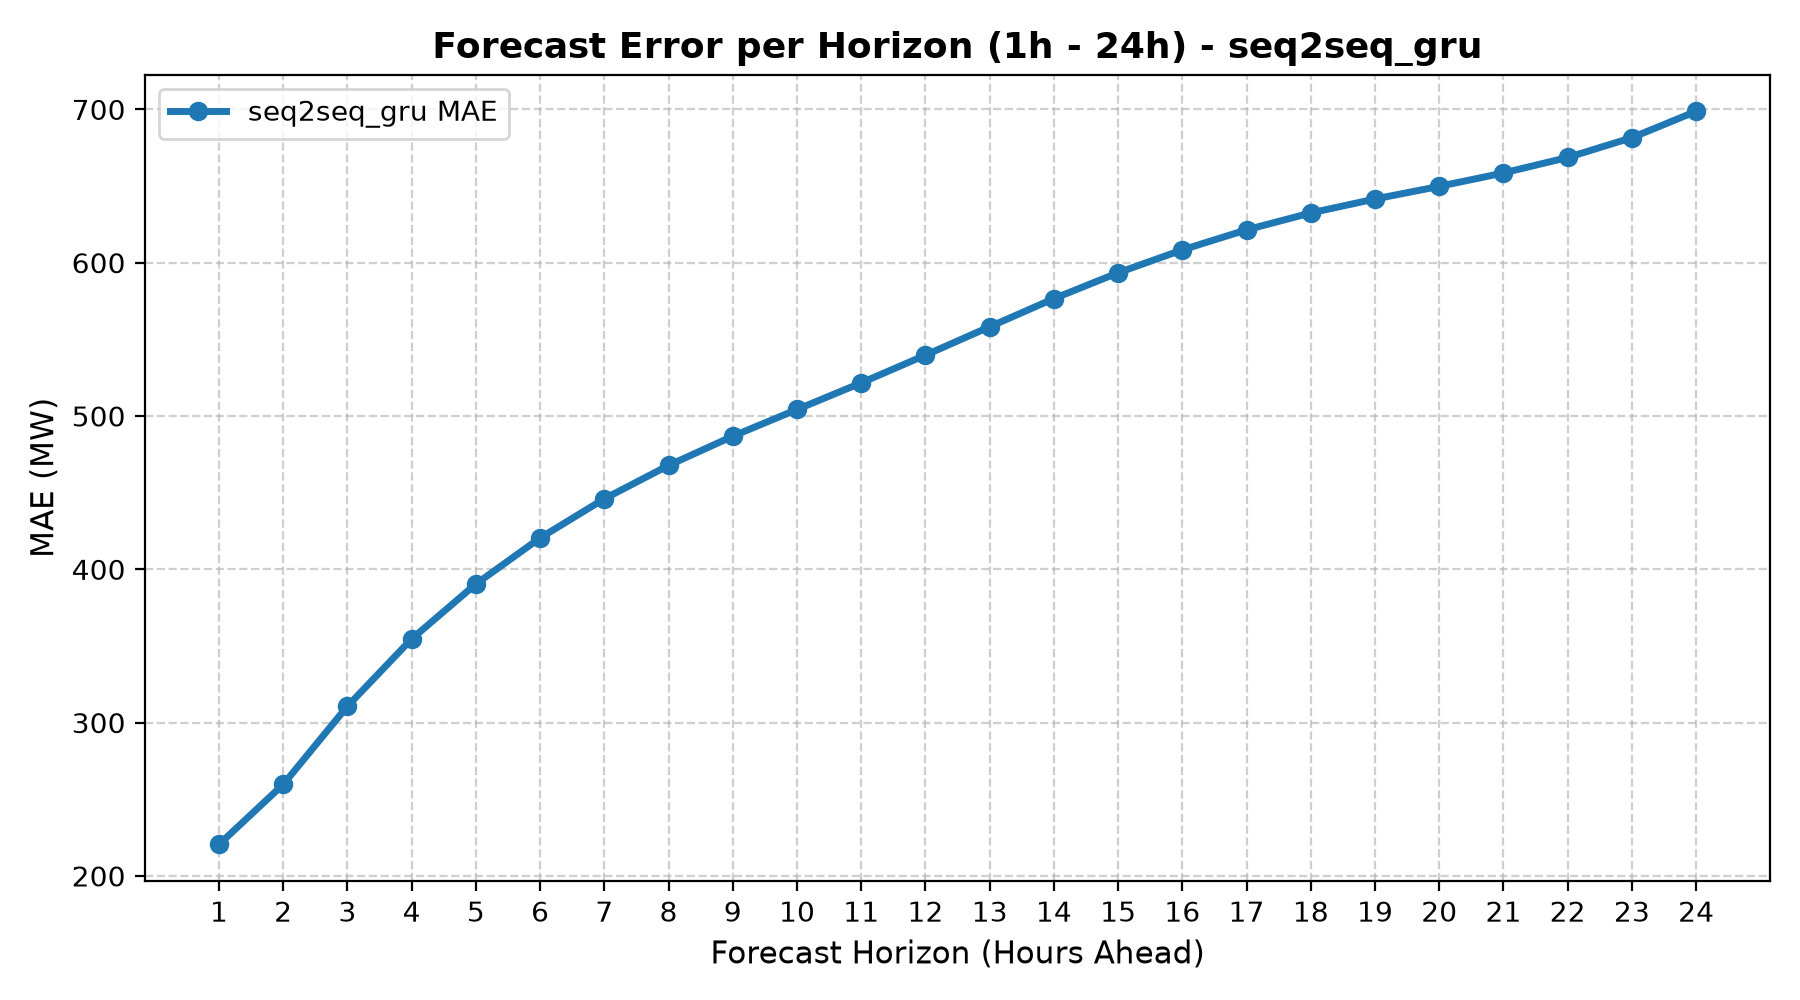 Forecast Error per Horizon (1h - 24h) - seq2seq_gru
seq2seq_gru MAE
MAE (MW)
700
600
500
400
300
200
1 2 3 4 5 6 7 8 9 10 11 12 13 14 15 16 17 18 19 20 21 22 23 24
Forecast Horizon (Hours Ahead)